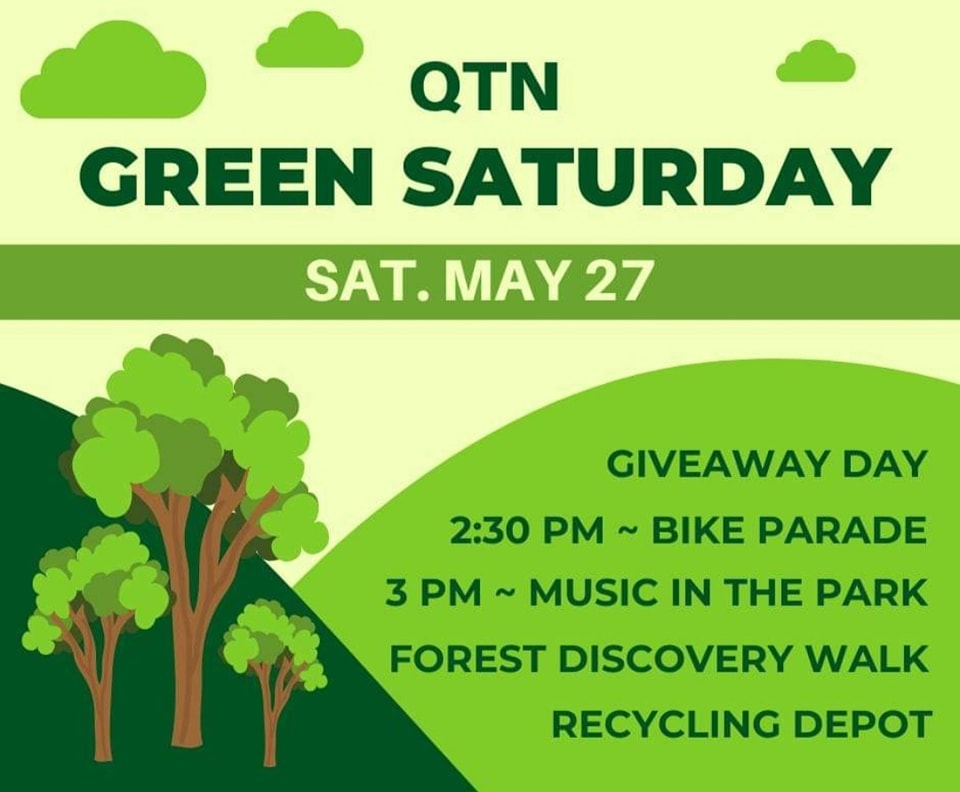 QTN
GREEN SATURDAY
SAT. MAY 27
GIVEAWAY DAY
2:30 PM ~ BIKE PARADE
3 PM ~ MUSIC IN THE PARK
FOREST DISCOVERY WALK
RECYCLING DEPOT